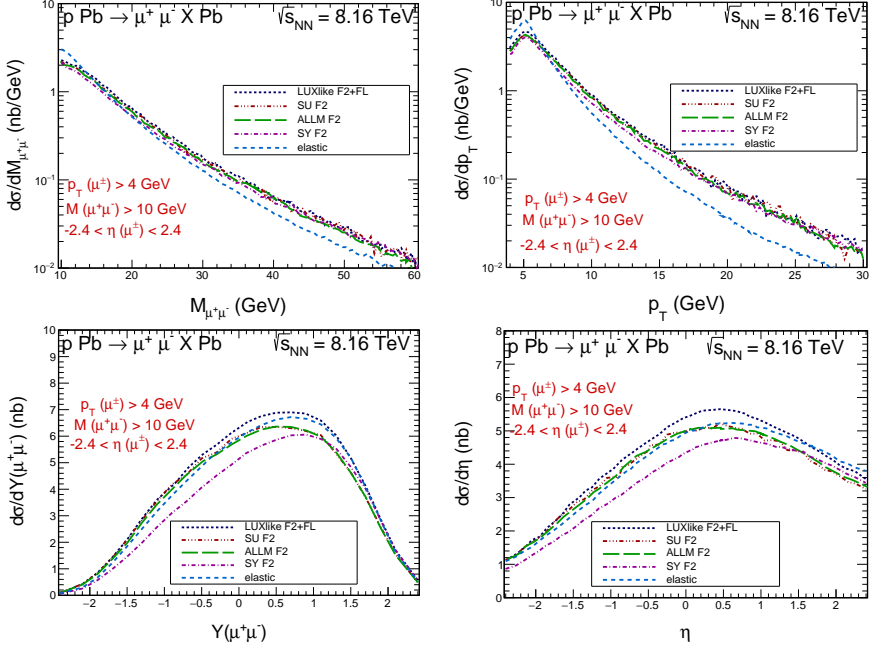 p Pb → μ⁺ μ⁻ X Pb √s_NN = 8.16 TeV
dσ/dM_μ⁺μ⁻ (nb/GeV)
10
1
10⁻¹
10⁻²
LUXlike F2+FL
SU F2
ALLM F2
SY F2
elastic
p_T (μ^±) > 4 GeV
M (μ⁺μ⁻) > 10 GeV
-2.4 < η (μ^±) < 2.4
10 20 30 40 50 60
M_μ⁺μ⁻ (GeV)
p Pb → μ⁺ μ⁻ X Pb √s_NN = 8.16 TeV
dσ/dp_T (nb/GeV)
10
1
10⁻¹
10⁻²
LUXlike F2+FL
SU F2
ALLM F2
SY F2
elastic
p_T (μ^±) > 4 GeV
M (μ⁺μ⁻) > 10 GeV
-2.4 < η (μ^±) < 2.4
5 10 15 20 25 30
p_T (GeV)
p Pb → μ⁺ μ⁻ X Pb √s_NN = 8.16 TeV
dσ/dY(μ⁺μ⁻) (nb)
10
9
8
7
6
5
4
3
2
1
0
p_T (μ^±) > 4 GeV
M (μ⁺μ⁻) > 10 GeV
-2.4 < η (μ^±) < 2.4
LUXlike F2+FL
SU F2
ALLM F2
SY F2
elastic
−2 −1.5 −1 −0.5 0 0.5 1 1.5 2
Y(μ⁺μ⁻)
p Pb → μ⁺ μ⁻ X Pb √s_NN = 8.16 TeV
dσ/dη (nb)
8
7
6
5
4
3
2
1
0
p_T (μ^±) > 4 GeV
M (μ⁺μ⁻) > 10 GeV
-2.4 < η (μ^±) < 2.4
LUXlike F2+FL
SU F2
ALLM F2
SY F2
elastic
−2 −1.5 −1 −0.5 0 0.5 1 1.5 2
η